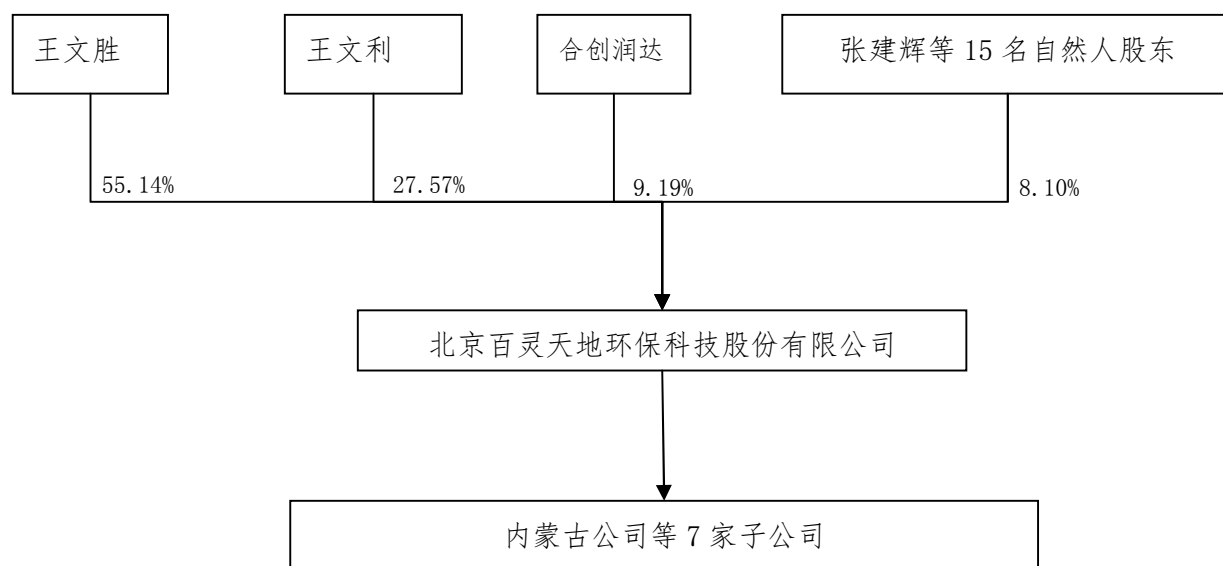 王文胜
王文利
合创润达
张建辉等 15 名自然人股东
55.14%
27.57%
9.19%
8.10%
北京百灵天地环保科技股份有限公司
内蒙古公司等 7 家子公司